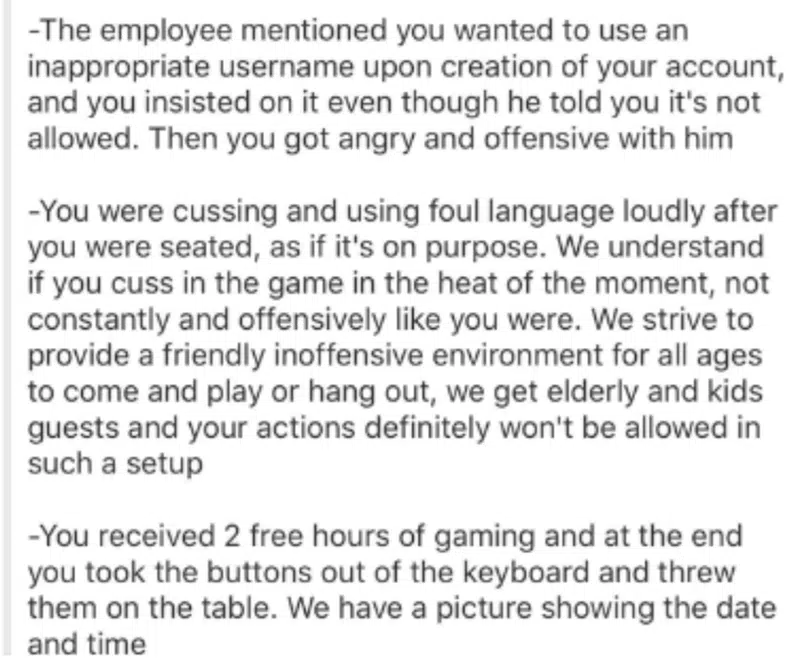 -The employee mentioned you wanted to use an
inappropriate username upon creation of your account,
and you insisted on it even though he told you it's not
allowed. Then you got angry and offensive with him
-You were cussing and using foul language loudly after
you were seated, as if it's on purpose. We understand
if you cuss in the game in the heat of the moment, not
constantly and offensively like you were. We strive to
provide a friendly inoffensive environment for all ages
to come and play or hang out, we get elderly and kids
guests and your actions definitely won't be allowed in
such a setup
-You received 2 free hours of gaming and at the end
you took the buttons out of the keyboard and threw
them on the table. We have a picture showing the date
and time